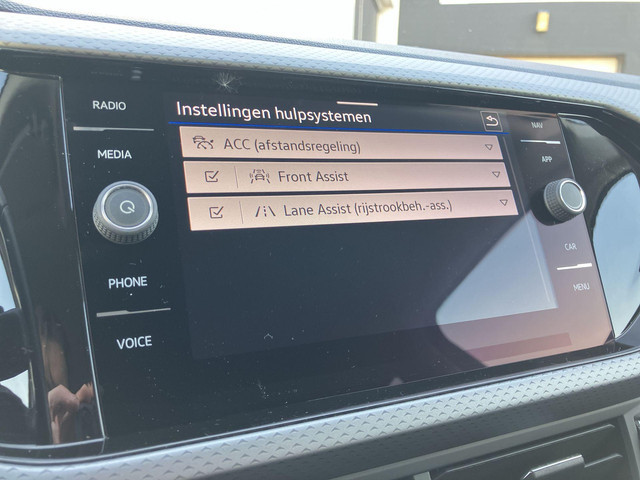 RADIO
MEDIA
PHONE
VOICE
Instellingen hulpsystemen
ACC (afstandsregeling)
Front Assist
Lane Assist (rijstrookbeh.-ass.)
NAV
APP
CAR
MENU